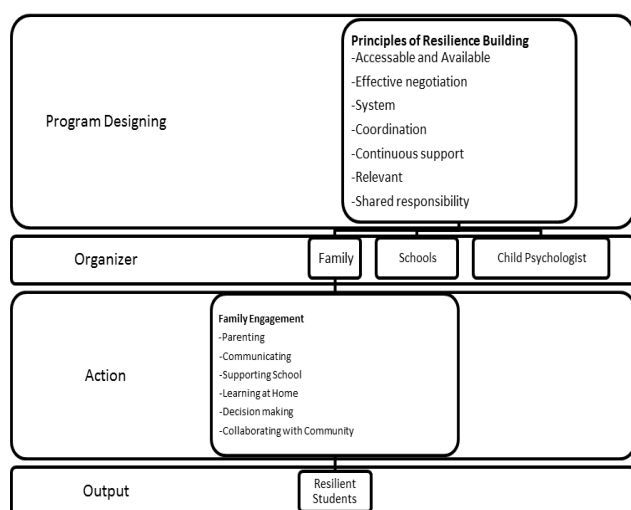 Principles of Resilience Building
-Accessable and Available
-Effective negotiation
-System
-Coordination
-Continuous support
-Relevant
-Shared responsibility
Program Designing
Organizer
Family
Schools
Child Psychologist
Family Engagement
-Parenting
-Communicating
-Supporting School
-Learning at Home
-Decision making
-Collaborating with Community
Action
Output
Resilient
Students